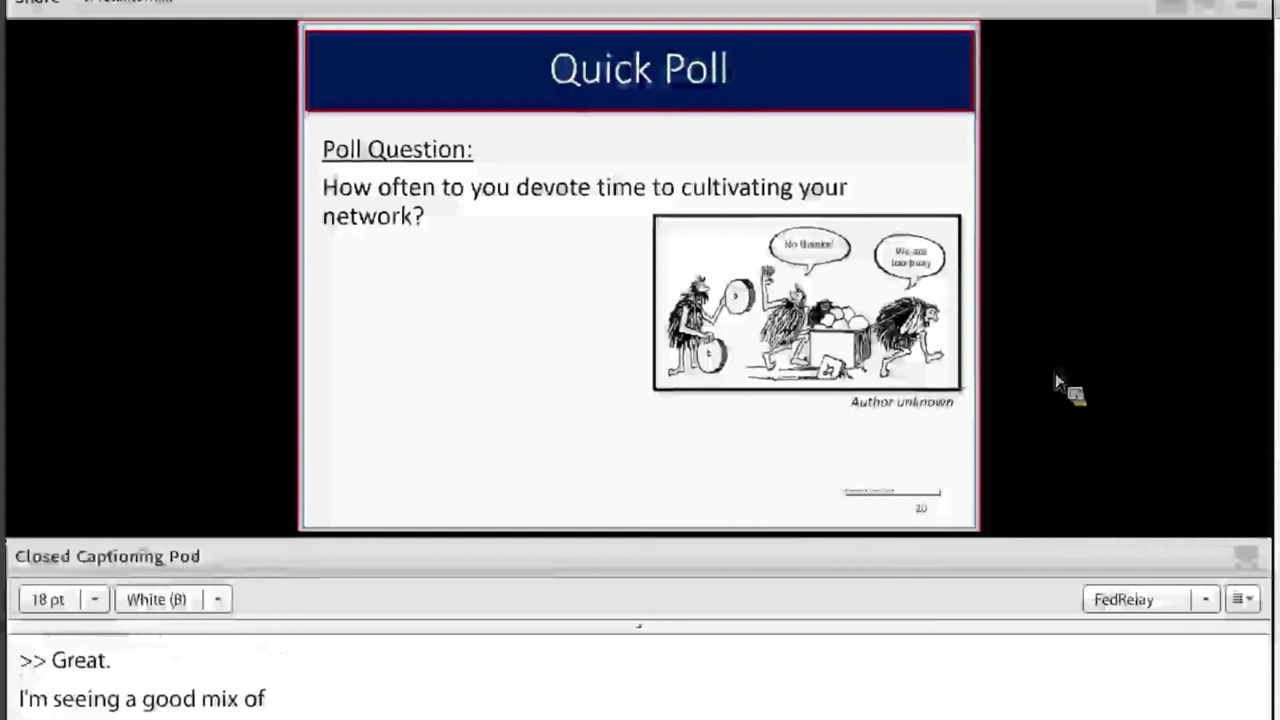 Quick Poll
Poll Question:
How often to you devote time to cultivating your
network?
No thanks!
We are
too busy
Author unknown
20
Closed Captioning Pod
18 pt
White (B)
FedRelay
>> Great.
I'm seeing a good mix of